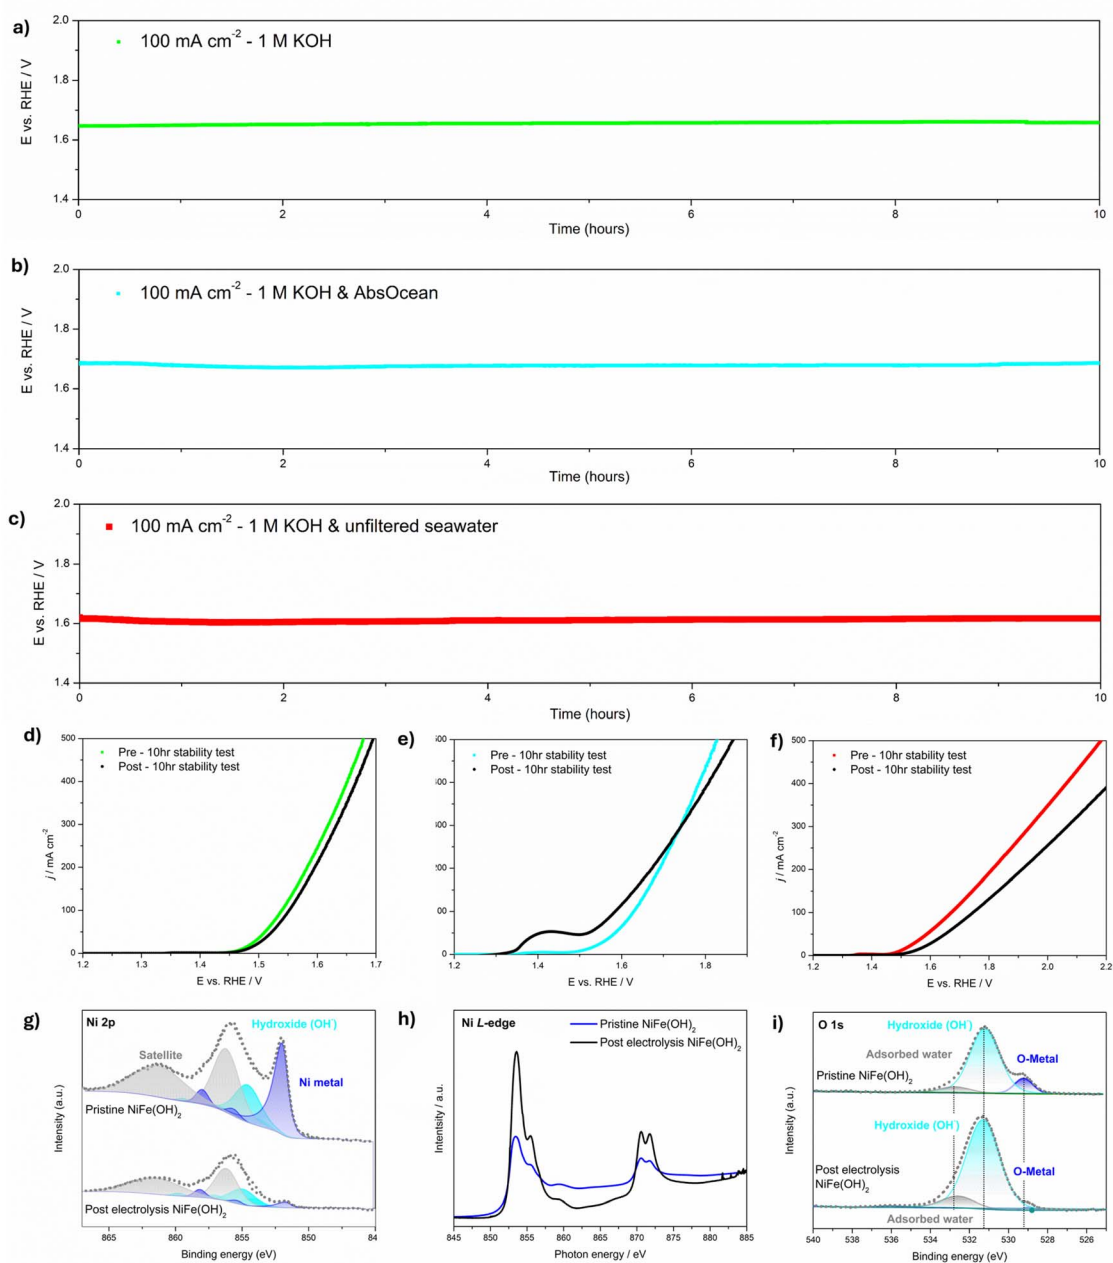 a)
100 mA cm⁻² - 1 M KOH
E vs. RHE / V
2.0
1.8
1.6
1.4
0 2 4 6 8 10
Time (hours)
b)
100 mA cm⁻² - 1 M KOH & AbsOcean
E vs. RHE / V
2.0
1.8
1.6
1.4
0 2 4 6 8 10
Time (hours)
c)
100 mA cm⁻² - 1 M KOH & unfiltered seawater
E vs. RHE / V
2.0
1.8
1.6
1.4
0 2 4 6 8 10
Time (hours)
d)
Pre - 10hr stability test
Post - 10hr stability test
j / mA cm⁻²
500
400
300
200
100
0
1.2 1.3 1.4 1.5 1.6 1.7
E vs. RHE / V
e)
Pre - 10hr stability test
Post - 10hr stability test
1.2 1.4 1.6 1.8
E vs. RHE / V
f)
Pre - 10hr stability test
Post - 10hr stability test
j / mA cm⁻²
500
400
300
200
100
0
1.2 1.4 1.6 1.8 2.0 2.2
E vs. RHE / V
g)
Ni 2p
Hydroxide (OH⁻)
Satellite
Ni metal
Pristine NiFe(OH)₂
Post electrolysis NiFe(OH)₂
Intensity (a.u.)
865 860 855 850 84
Binding energy (eV)
h)
Ni L-edge
Pristine NiFe(OH)₂
Post electrolysis NiFe(OH)₂
Intentsity / a.u.
845 850 855 860 865 870 875 880 885
Photon energy / eV
i)
O 1s
Hydroxide (OH⁻)
Adsorbed water
O-Metal
Pristine NiFe(OH)₂
Hydroxide (OH⁻)
Post electrolysis
NiFe(OH)₂
O-Metal
Adsorbed water
Intensity (a.u.)
540 538 536 534 532 530 528 526
Binding energy (eV)